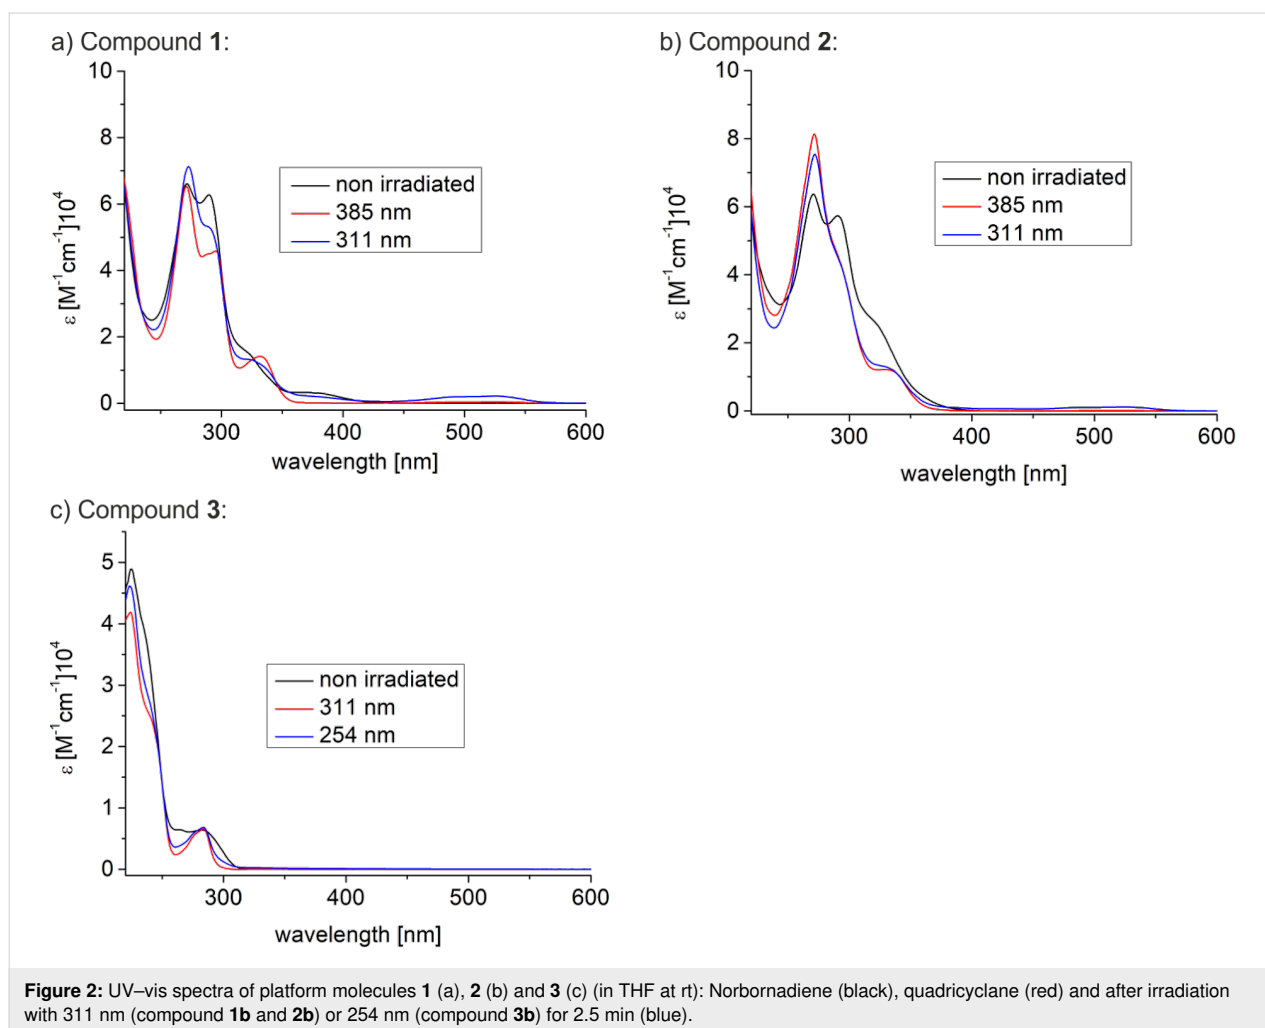 a) Compound 1:
10
8
6
4
2
0
ε [M-1cm-1]104
non irradiated
385 nm
311 nm
300 400 500 600
wavelength [nm]
b) Compound 2:
10
8
6
4
2
0
ε [M-1cm-1]104
non irradiated
385 nm
311 nm
300 400 500 600
wavelength [nm]
c) Compound 3:
5
4
3
2
1
0
ε [M-1cm-1]104
non irradiated
311 nm
254 nm
300 400 500 600
wavelength [nm]
Figure 2: UV–vis spectra of platform molecules 1 (a), 2 (b) and 3 (c) (in THF at rt): Norbornadiene (black), quadricyclane (red) and after irradiation
with 311 nm (compound 1b and 2b) or 254 nm (compound 3b) for 2.5 min (blue).